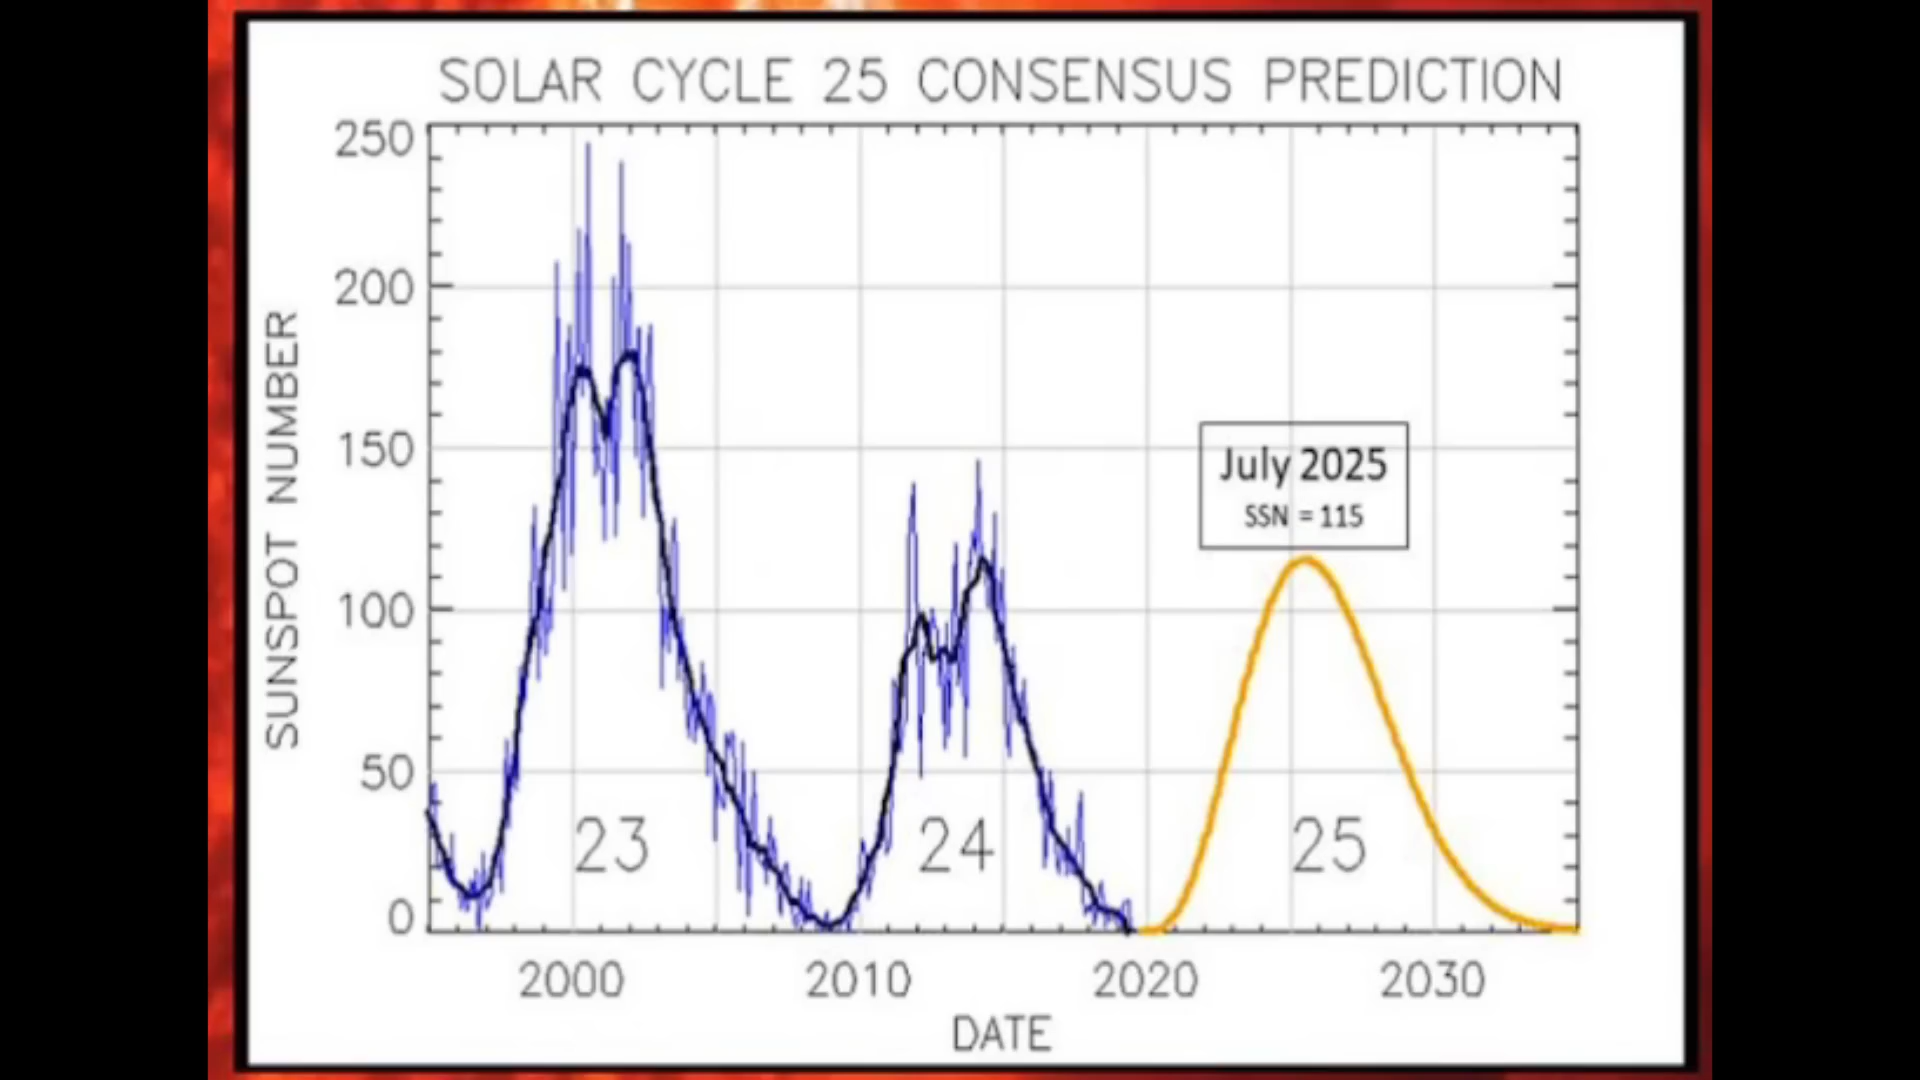 SOLAR CYCLE 25 CONSENSUS PREDICTION
250
200
150
100
50
0
SUNSPOT NUMBER
July 2025
SSN = 115
23
24
25
2000
2010
2020
2030
DATE